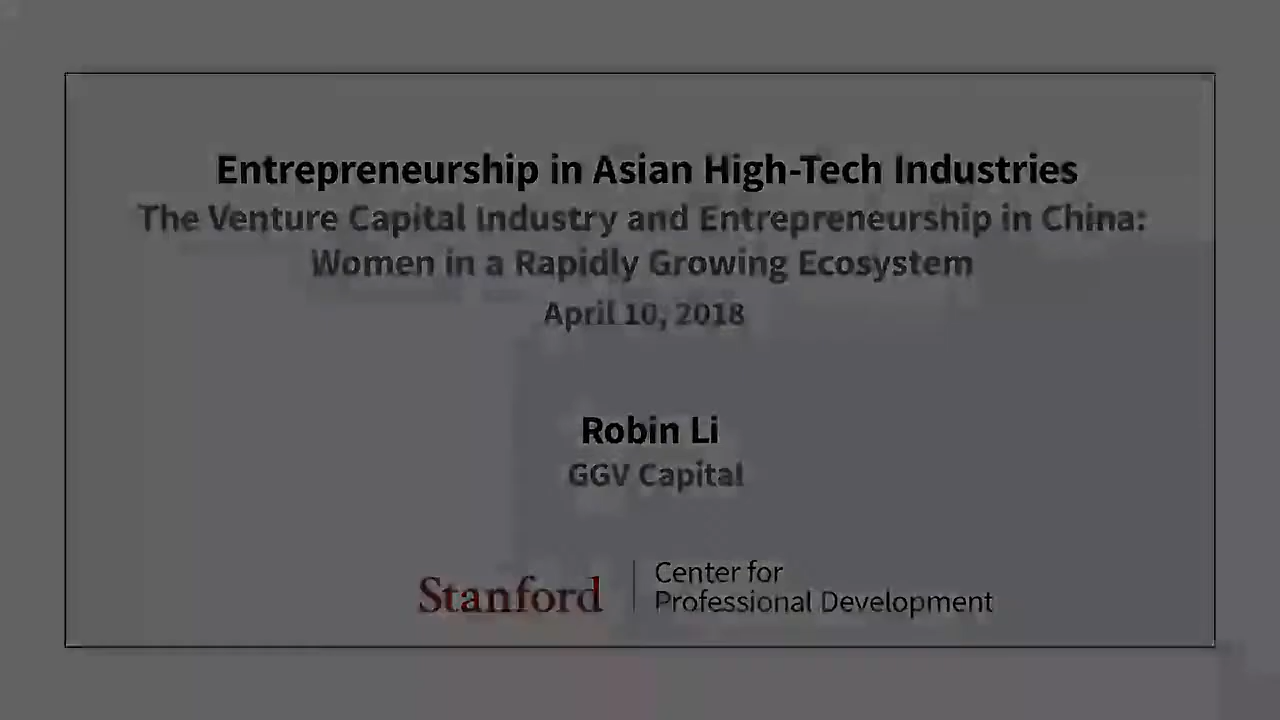 Entrepreneurship in Asian High-Tech Industries
The Venture Capital Industry and Entrepreneurship in China:
Women in a Rapidly Growing Ecosystem
April 10, 2018
Robin Li
GGV Capital
Stanford
Center for
Professional Development